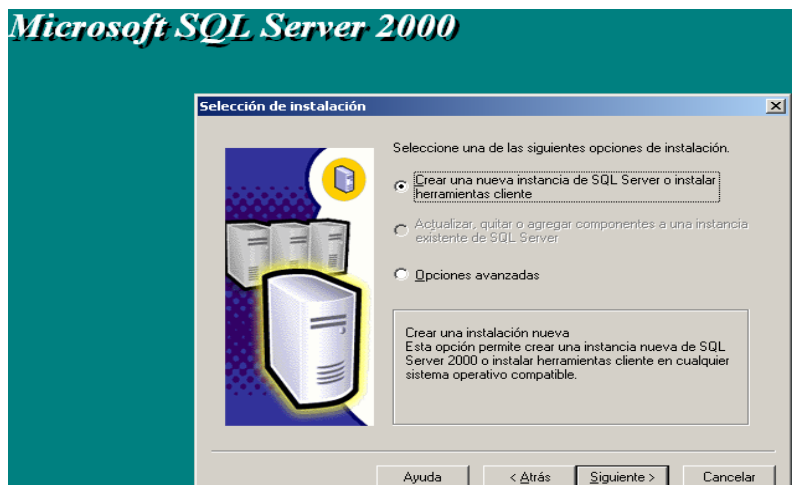 Microsoft SQL Server 2000
Selección de instalación
Seleccione una de las siguientes opciones de instalación.
Crear una nueva instancia de SQL Server o instalar
herramientas cliente
Actualizar, quitar o agregar componentes a una instancia
existente de SQL Server
Opciones avanzadas
Crear una instalación nueva
Esta opción permite crear una instancia nueva de SQL
Server 2000 o instalar herramientas cliente en cualquier
sistema operativo compatible.
Ayuda < Atrás Siguiente > Cancelar